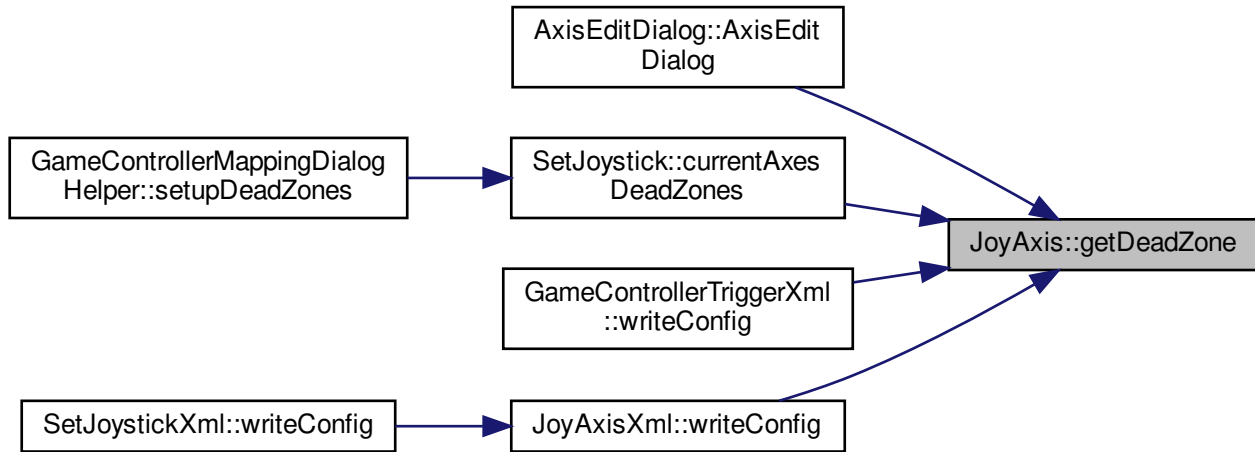 AxisEditDialog::AxisEdit
Dialog
GameControllerMappingDialog
Helper::setupDeadZones
SetJoystick::currentAxes
DeadZones
JoyAxis::getDeadZone
GameControllerTriggerXml
::writeConfig
SetJoystickXml::writeConfig
JoyAxisXml::writeConfig